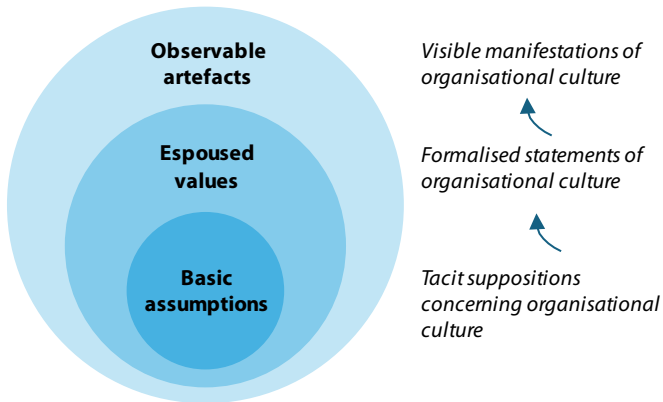 Observable
artefacts
Visible manifestations of
organisational culture
Espoused
values
Formalised statements of
organisational culture
Basic
assumptions
Tacit suppositions
concerning organisational
culture